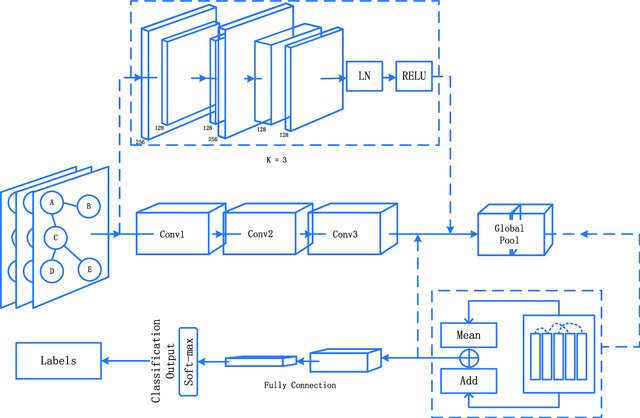 LN
RELU
256
128
128
256
128
128
K = 3
A
B
C
D
E
Conv1
Conv2
Conv3
Global
Pool
Mean
Add
Labels
Classification
Output
Soft-max
Fully Connection